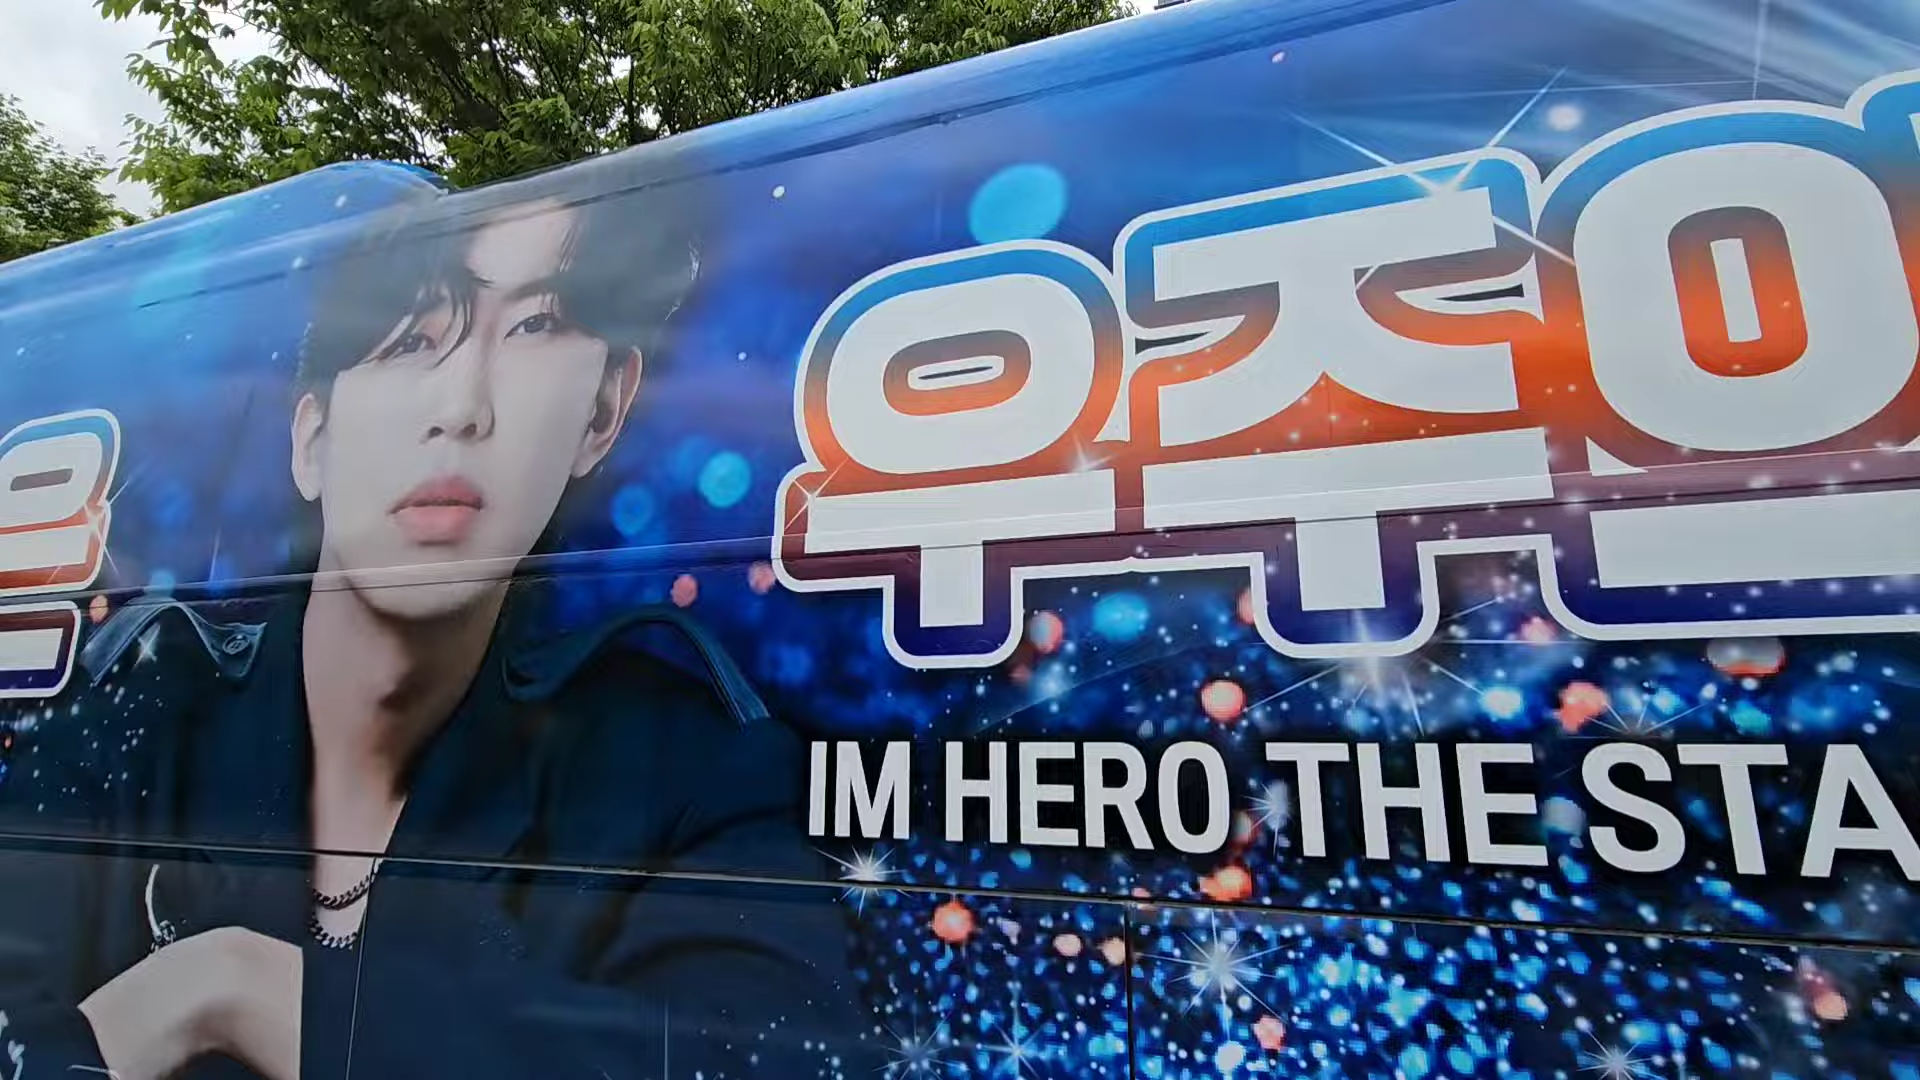 우주
IM HERO THE STA